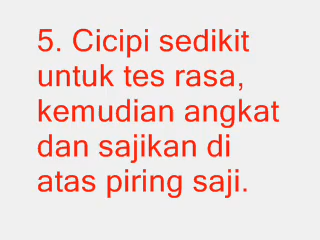 5. Cicipi sedikit
untuk tes rasa,
kemudian angkat
dan sajikan di
atas piring saji.